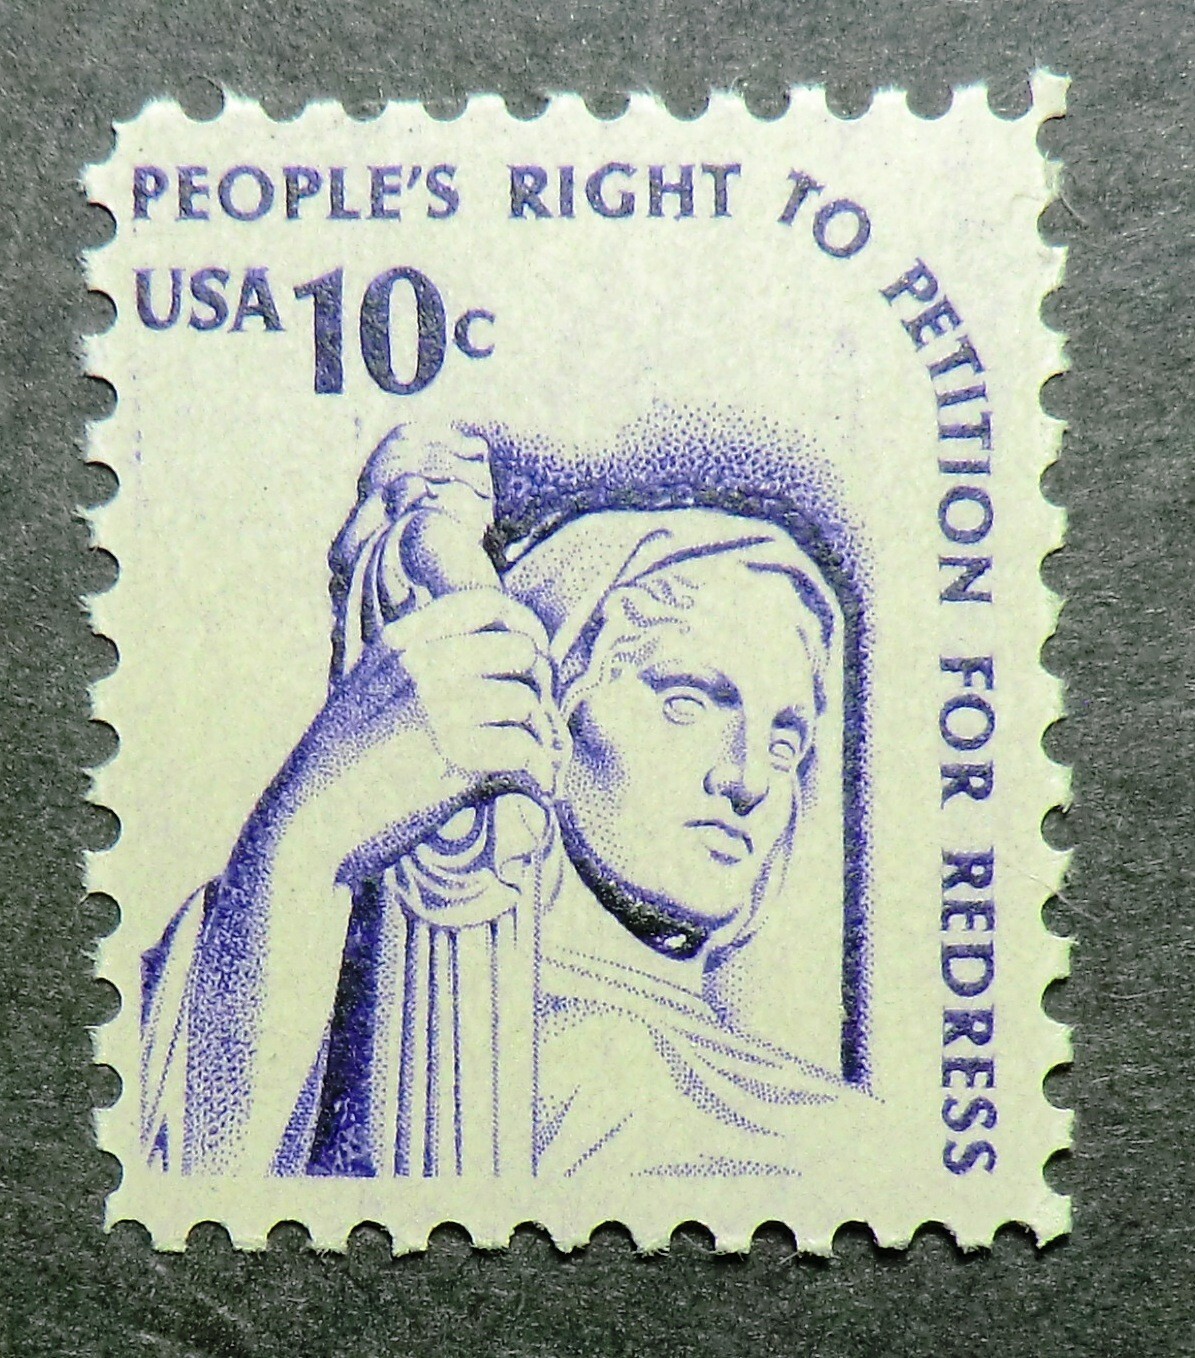 PEOPLE'S RIGHT TO PETITION FOR REDRESS
USA 10c